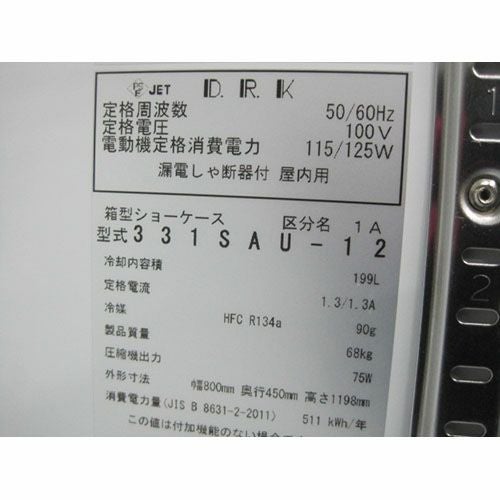 PS E JET D.R.K
定格周波数 50/60Hz
定格電圧 100V
電動機定格消費電力 115/125W
漏電しゃ断器付 屋内用
箱型ショーケース 区分名 1A
型式 331SAU-12
冷却内容積 199L
定格電流 1.3/1.3A
冷媒 HFC R134a 90g
製品質量 68kg
圧縮機出力 75W
外形寸法 幅800mm 奥行450mm 高さ1198mm
消費電力量(JIS B 8631-2-2011) 511 kWh/年
この値は付加機能のない場合で
1
2